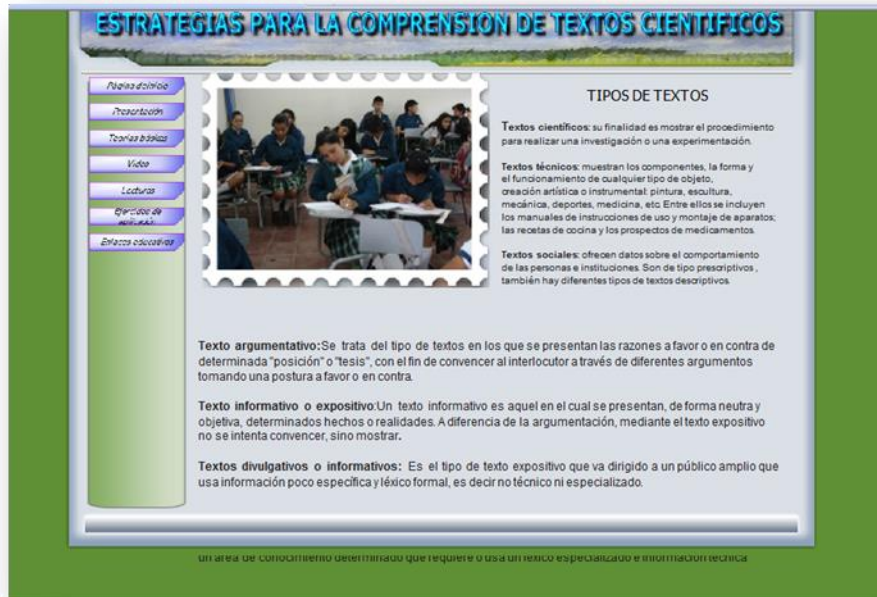 ESTRATEGIAS PARA LA COMPRENSION DE TEXTOS CIENTIFICOS
Página de inicio
Presentación
Teorías básicas
Video
Lecturas
Ejercicios de
aplicación
Enlaces educativos
TIPOS DE TEXTOS
Textos científicos: su finalidad es mostrar el procedimiento
para realizar una investigación o una experimentación.
Textos técnicos: muestran los componentes, la forma y
el funcionamiento de cualquier tipo de objeto,
creación artística o instrumental: pintura, escultura,
mecánica, deportes, medicina, etc. Entre ellos se incluyen
los manuales de instrucciones de uso y montaje de aparatos;
las recetas de cocina y los prospectos de medicamentos.
Textos sociales: ofrecen datos sobre el comportamiento
de las personas e instituciones. Son de tipo prescriptivos ,
también hay diferentes tipos de textos descriptivos.
Texto argumentativo:Se trata del tipo de textos en los que se presentan las razones a favor o en contra de
determinada "posición" o "tesis", con el fin de convencer al interlocutor a través de diferentes argumentos
tomando una postura a favor o en contra.
Texto informativo o expositivo:Un texto informativo es aquel en el cual se presentan, de forma neutra y
objetiva, determinados hechos o realidades. A diferencia de la argumentación, mediante el texto expositivo
no se intenta convencer, sino mostrar.
Textos divulgativos o informativos: Es el tipo de texto expositivo que va dirigido a un público amplio que
usa información poco específica y léxico formal, es decir no técnico ni especializado.
un área de conocimiento determinado que requiere o usa un léxico especializado e información técnica